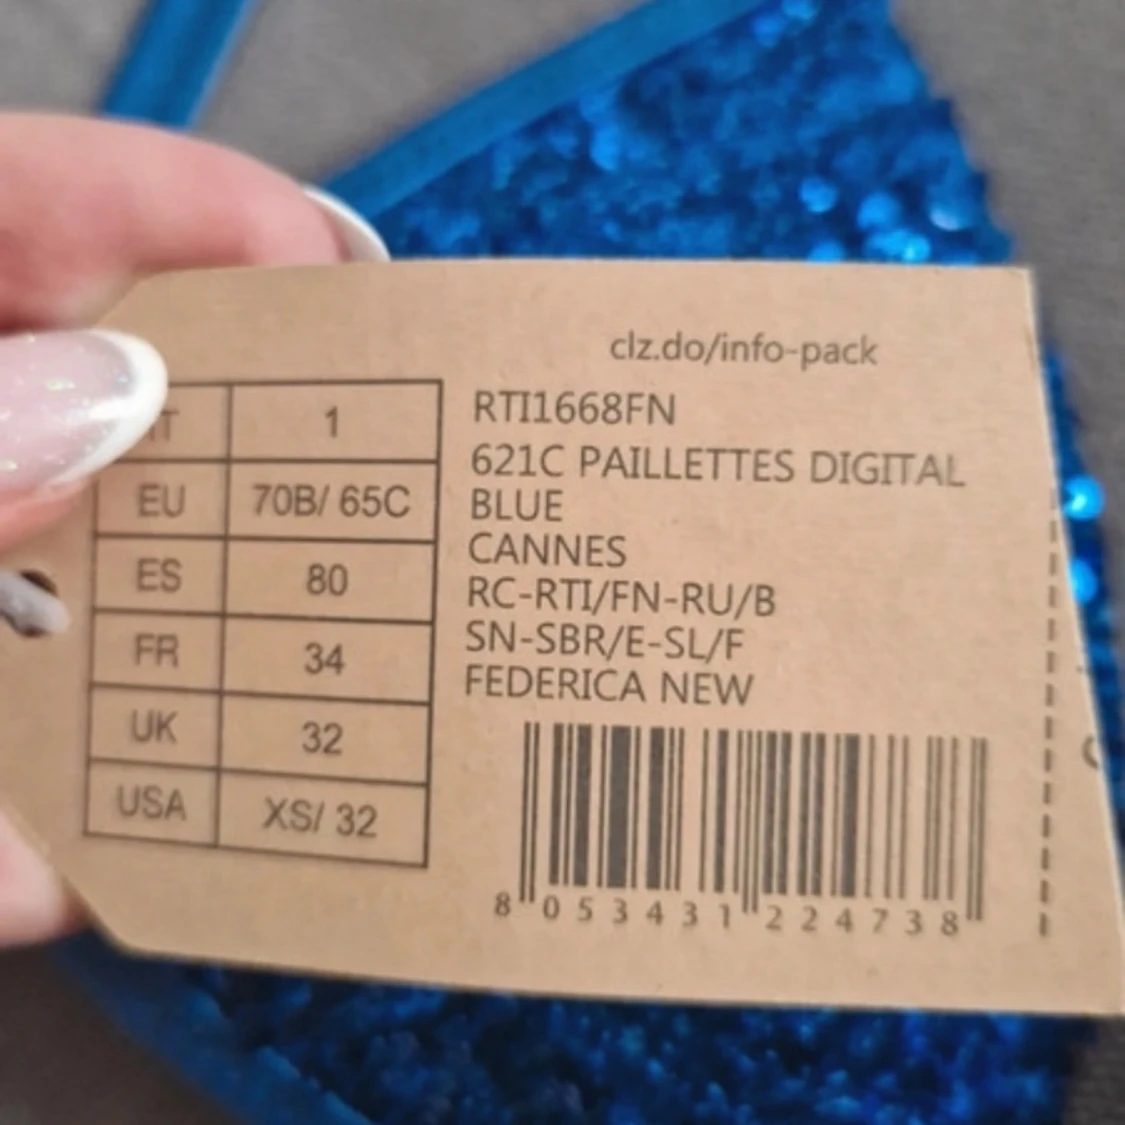 clz.do/info-pack
IT 1
EU 70B/ 65C
ES 80
FR 34
UK 32
USA XS/ 32
RTI1668FN
621C PAILLETTES DIGITAL
BLUE
CANNES
RC-RTI/FN-RU/B
SN-SBR/E-SL/F
FEDERICA NEW
8 053431 224738